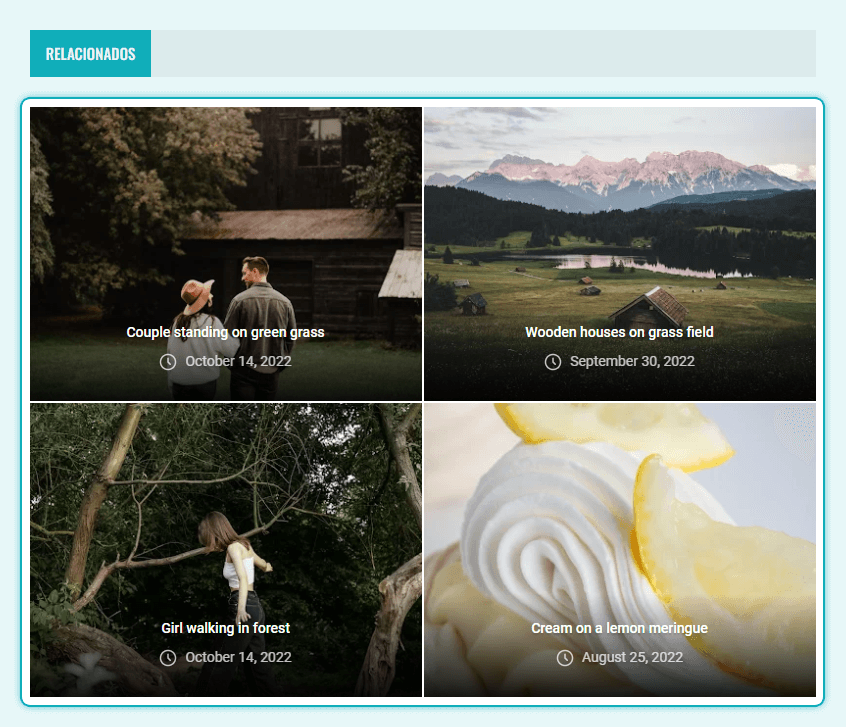 RELACIONADOS
Couple standing on green grass
October 14, 2022
Wooden houses on grass field
September 30, 2022
Girl walking in forest
October 14, 2022
Cream on a lemon meringue
August 25, 2022